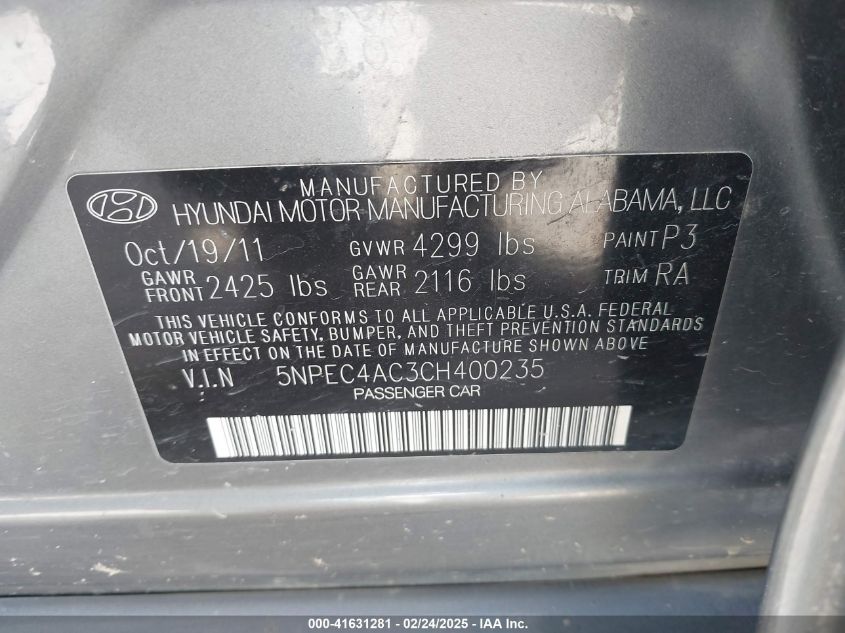 MANUFACTURED BY
HYUNDAI MOTOR MANUFACTURING ALABAMA, LLC
Oct/19/11 GVWR 4299 lbs PAINT P3
GAWR FRONT 2425 lbs GAWR REAR 2116 lbs TRIM RA
THIS VEHICLE CONFORMS TO ALL APPLICABLE U.S.A. FEDERAL
MOTOR VEHICLE SAFETY, BUMPER, AND THEFT PREVENTION STANDARDS
IN EFFECT ON THE DATE OF MANUFACTURE SHOWN ABOVE
V.I.N 5NPEC4AC3CH400235
PASSENGER CAR
000-41631281 - 02/24/2025 - COPYRIGHT IAA, INC.